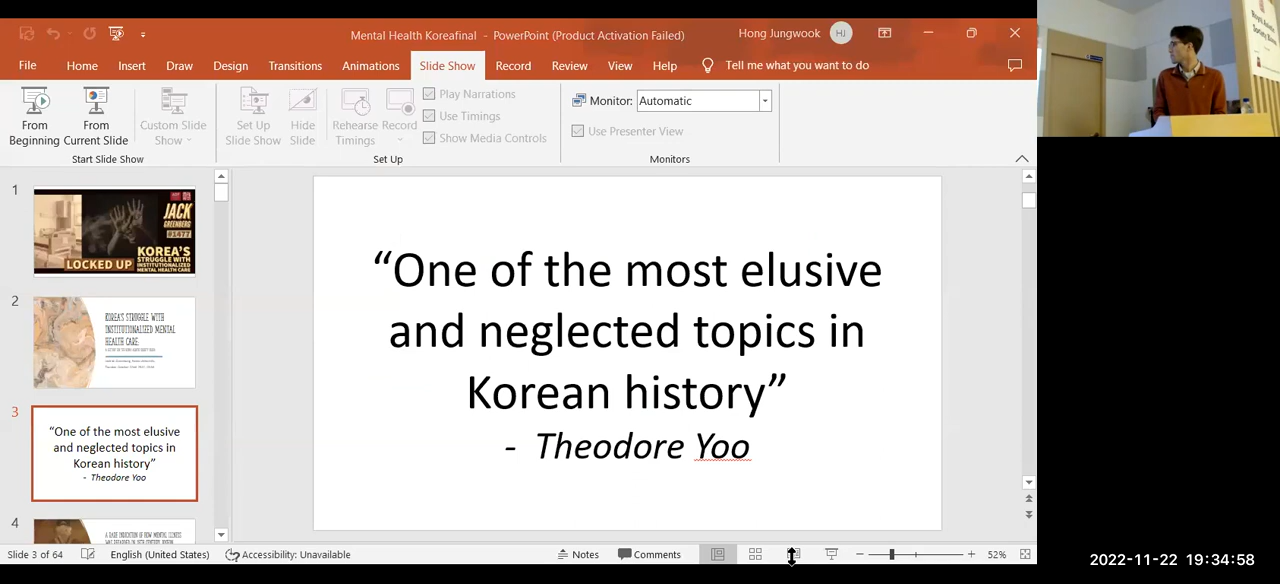 Mental Health Koreafinal - PowerPoint (Product Activation Failed)
Hong Jungwook
HJ
File Home Insert Draw Design Transitions Animations Slide Show Record Review View Help Tell me what you want to do
From Beginning
From Current Slide
Custom Slide Show
Start Slide Show
Set Up Slide Show
Hide Slide
Rehearse Timings
Record
Play Narrations
Use Timings
Show Media Controls
Set Up
Monitor: Automatic
Use Presenter View
Monitors
1
JACK
GREENBERG
#1477
LOCKED UP
KOREA'S
STRUGGLE WITH
INSTITUTIONALIZED
MENTAL HEALTH CARE
2
KOREA'S STRUGGLE WITH
INSTITUTIONALIZED MENTAL
HEALTH CARE
3
“One of the most elusive
and neglected topics in
Korean history”
- Theodore Yoo
4
“One of the most elusive
and neglected topics in
Korean history”
- Theodore Yoo
Slide 3 of 64
English (United States)
Accessibility: Unavailable
Notes
Comments
52%
2022-11-22 19:34:58